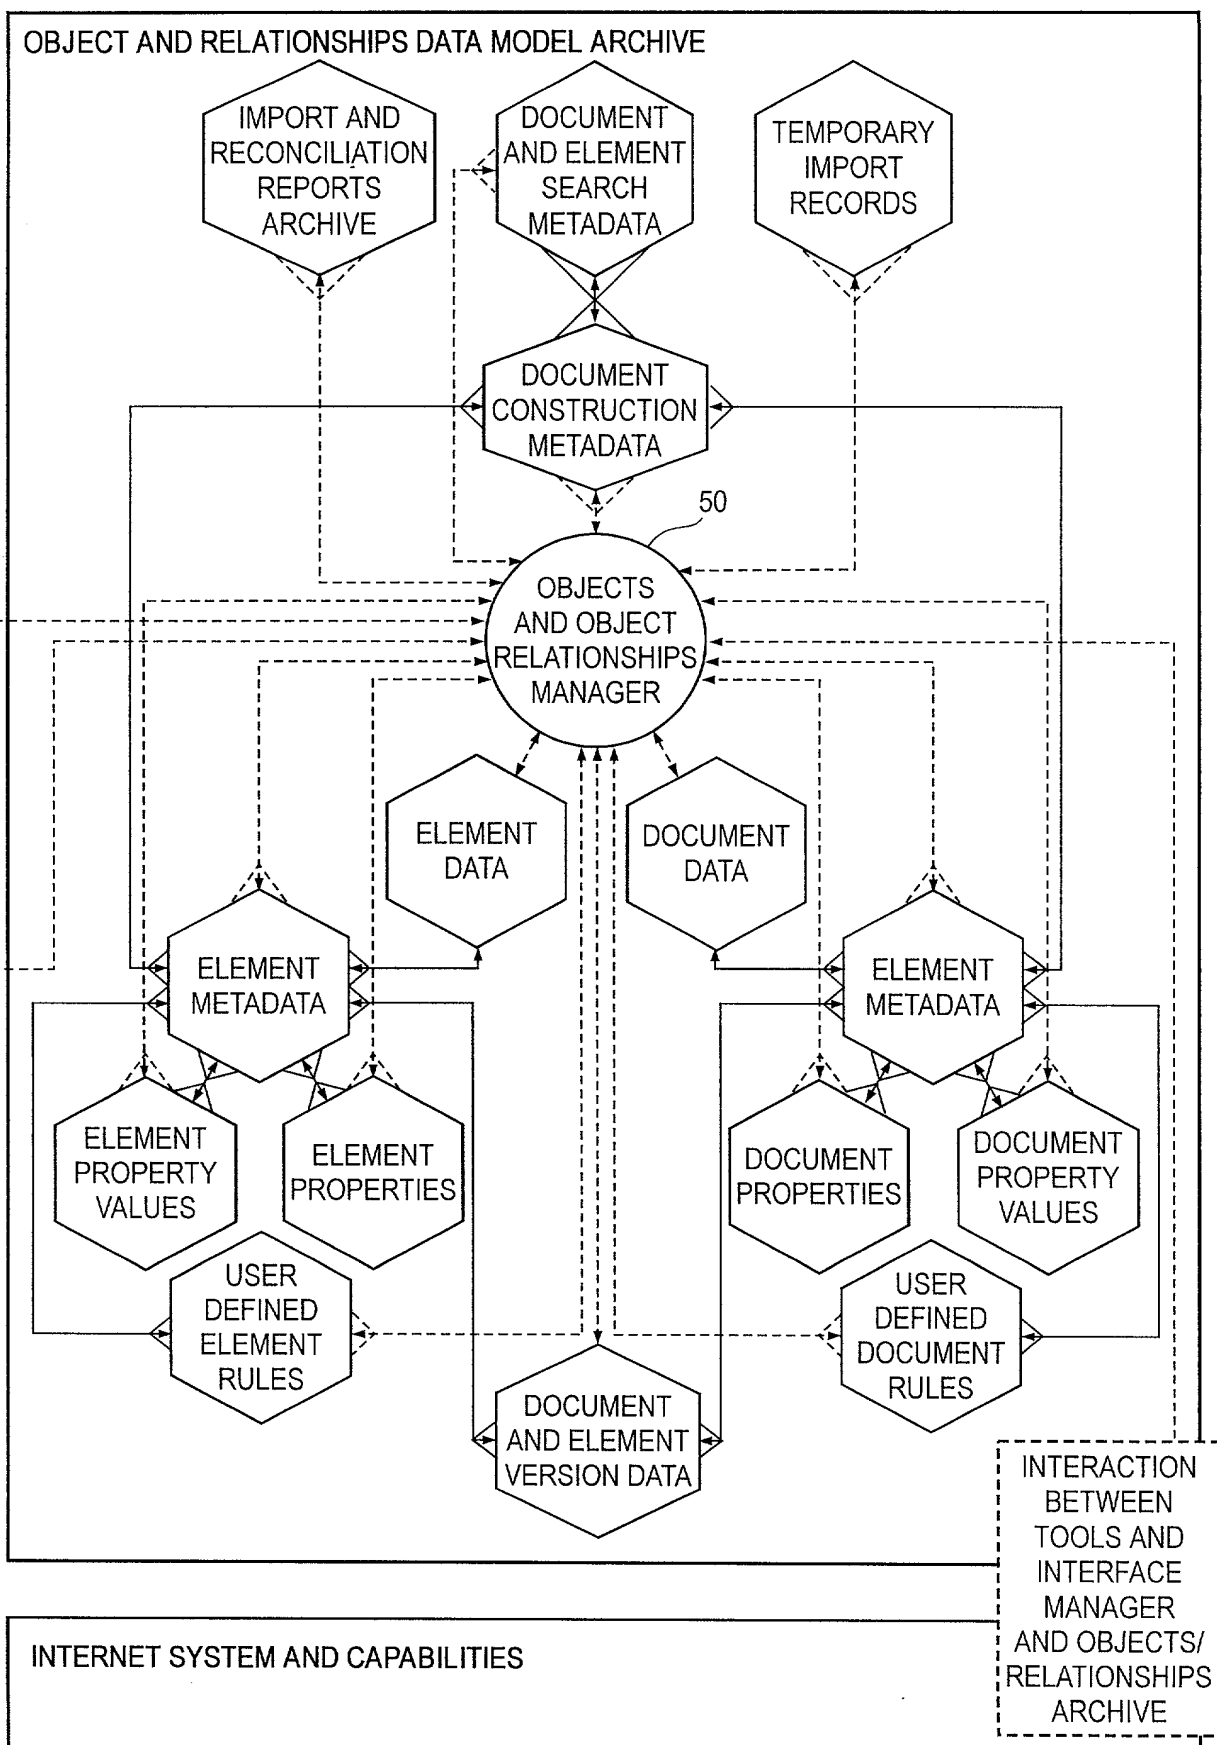 OBJECT AND RELATIONSHIPS DATA MODEL ARCHIVE
IMPORT AND
RECONCILIATION
REPORTS
ARCHIVE
DOCUMENT
AND ELEMENT
SEARCH
METADATA
TEMPORARY
IMPORT
RECORDS
DOCUMENT
CONSTRUCTION
METADATA
50
OBJECTS
AND OBJECT
RELATIONSHIPS
MANAGER
ELEMENT
DATA
DOCUMENT
DATA
ELEMENT
METADATA
ELEMENT
METADATA
ELEMENT
PROPERTY
VALUES
ELEMENT
PROPERTIES
DOCUMENT
PROPERTIES
DOCUMENT
PROPERTY
VALUES
USER
DEFINED
ELEMENT
RULES
USER
DEFINED
DOCUMENT
RULES
DOCUMENT
AND ELEMENT
VERSION DATA
INTERACTION
BETWEEN
TOOLS AND
INTERFACE
MANAGER
AND OBJECTS/
RELATIONSHIPS
ARCHIVE
INTERNET SYSTEM AND CAPABILITIES